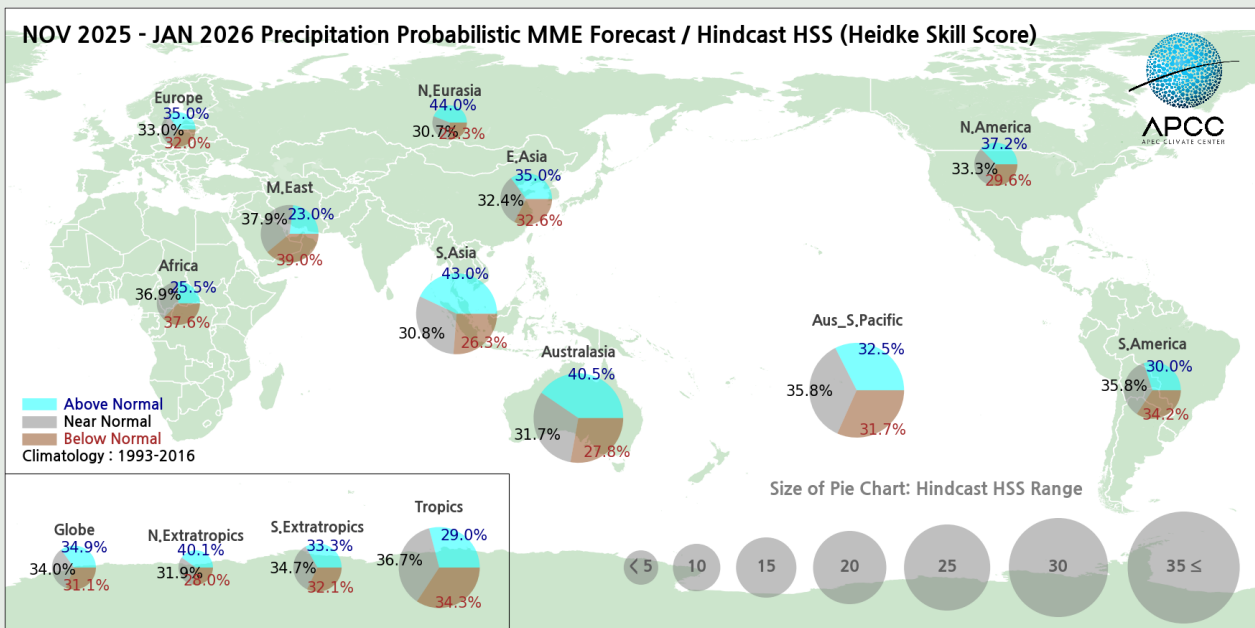 NOV 2025 - JAN 2026 Precipitation Probabilistic MME Forecast / Hindcast HSS (Heidke Skill Score)
APCC
APEC CLIMATE CENTER
Europe
35.0%
33.0%
32.0%
N.Eurasia
44.0%
30.7%
25.3%
N.America
37.2%
33.3%
29.6%
E.Asia
35.0%
32.4%
32.6%
M.East
23.0%
37.9%
39.0%
S.Asia
43.0%
30.8%
26.3%
Africa
25.5%
36.9%
37.6%
Australasia
40.5%
31.7%
27.8%
Aus_S.Pacific
32.5%
35.8%
31.7%
S.America
30.0%
35.8%
34.2%
Above Normal
Near Normal
Below Normal
Climatology : 1993-2016
Globe
34.9%
34.0%
31.1%
N.Extratropics
40.1%
31.9%
28.0%
S.Extratropics
33.3%
34.7%
32.1%
Tropics
29.0%
36.7%
34.3%
Size of Pie Chart: Hindcast HSS Range
< 5 10 15 20 25 30 35 ≤